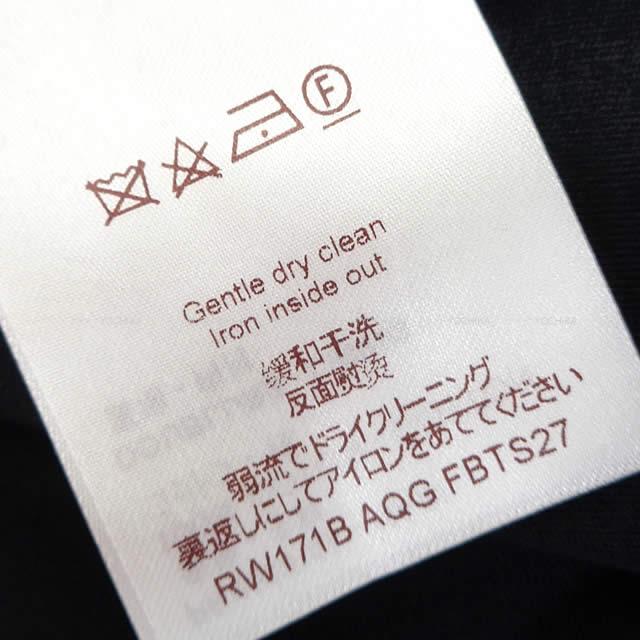 F
Gentle dry clean
Iron inside out
缓和干洗
反面熨烫
弱流でドライクリーニング
裏返しにしてアイロンをあててください
RW171B AQG FBTS27